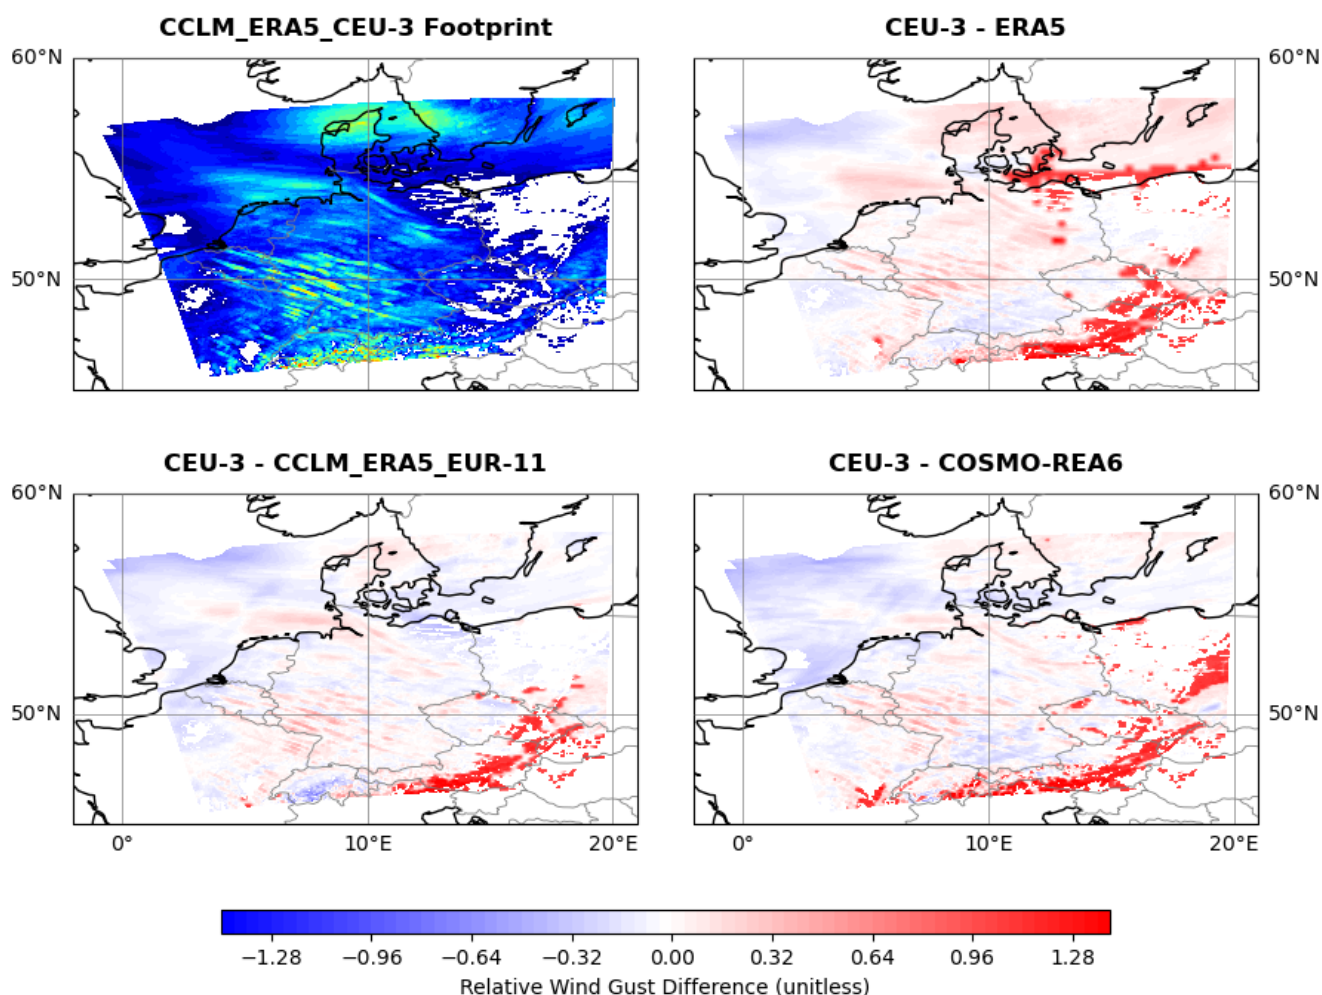 CCLM_ERA5_CEU-3 Footprint
CEU-3 - ERA5
60°N
60°N
50°N
50°N
CEU-3 - CCLM_ERA5_EUR-11
CEU-3 - COSMO-REA6
60°N
60°N
50°N
50°N
0°
10°E
20°E
0°
10°E
20°E
−1.28
−0.96
−0.64
−0.32
0.00
0.32
0.64
0.96
1.28
Relative Wind Gust Difference (unitless)